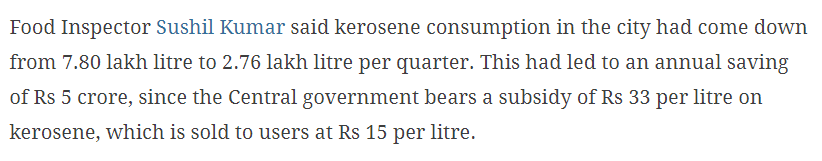 Food Inspector Sushil Kumar said kerosene consumption in the city had come down
from 7.80 lakh litre to 2.76 lakh litre per quarter. This had led to an annual saving
of Rs 5 crore, since the Central government bears a subsidy of Rs 33 per litre on
kerosene, which is sold to users at Rs 15 per litre.